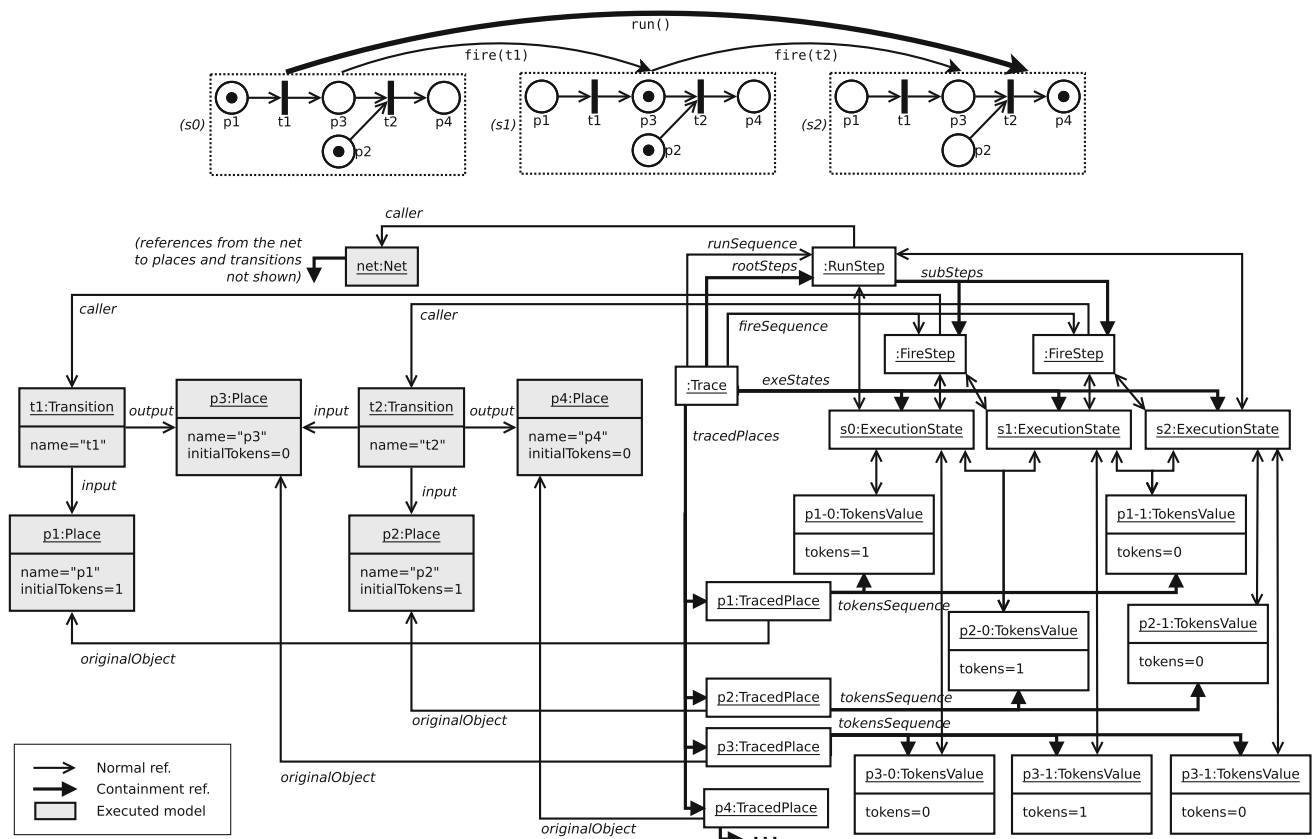 run()
fire(t1)
fire(t2)
(s0)
p1
t1
p3
t2
p4
p2
(s1)
p1
t1
p3
t2
p4
p2
(s2)
p1
t1
p3
t2
p4
p2
caller
(references from the net
to places and transitions
not shown)
net:Net
runSequence
rootSteps
:RunStep
subSteps
caller
caller
fireSequence
:FireStep
:FireStep
:Trace
exeStates
t1:Transition
name="t1"
output
p3:Place
name="p3"
initialTokens=0
input
t2:Transition
name="t2"
output
p4:Place
name="p4"
initialTokens=0
tracedPlaces
s0:ExecutionState
s1:ExecutionState
s2:ExecutionState
input
input
p1:Place
name="p1"
initialTokens=1
p2:Place
name="p2"
initialTokens=1
p1-0:TokensValue
tokens=1
p1-1:TokensValue
tokens=0
p1:TracedPlace
tokensSequence
p2-0:TokensValue
tokens=1
p2-1:TokensValue
tokens=0
originalObject
p2:TracedPlace
tokensSequence
originalObject
tokensSequence
p3:TracedPlace
originalObject
p3-0:TokensValue
tokens=0
p3-1:TokensValue
tokens=1
p3-1:TokensValue
tokens=0
p4:TracedPlace
originalObject
...
Normal ref.
Containment ref.
Executed model